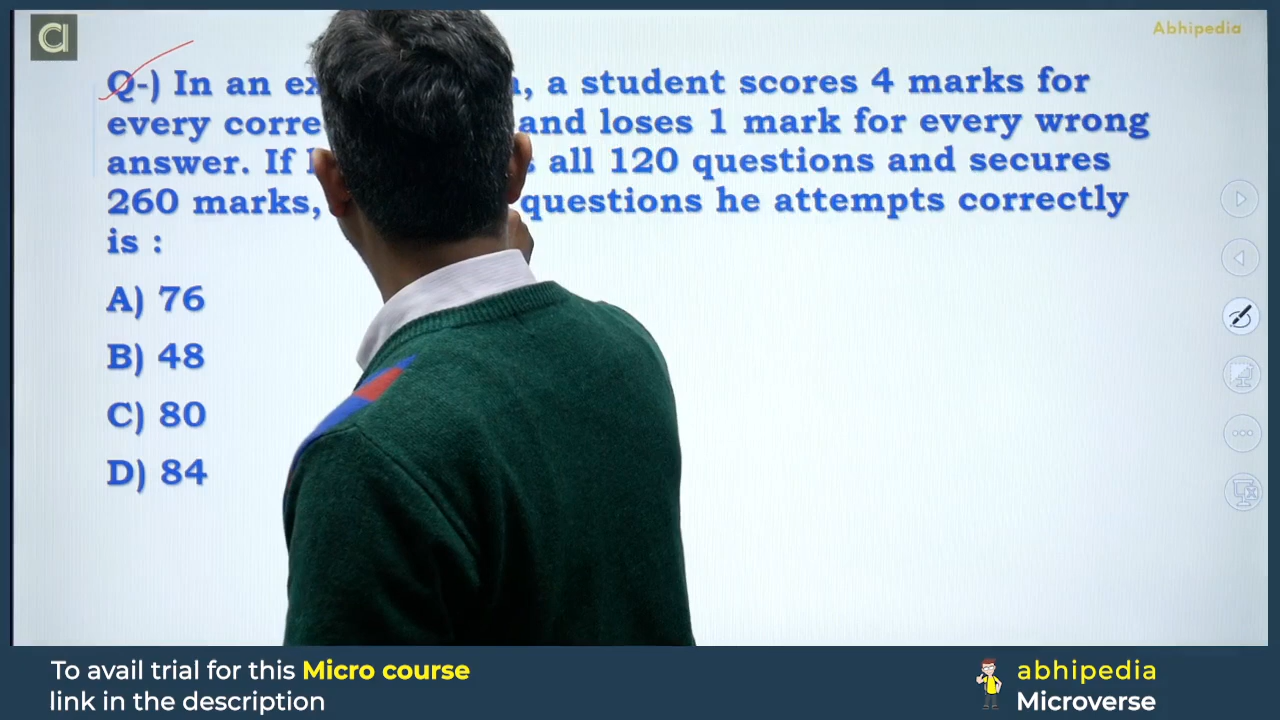 Abhipedia
Q-) In an, a student scores 4 marks for
every and loses 1 mark for every wrong
answer. If all 120 questions and secures
260 marks, questions he attempts correctly
is :
A) 76
B) 48
C) 80
D) 84
To avail trial for this Micro course
link in the description
abhipedia
Microverse